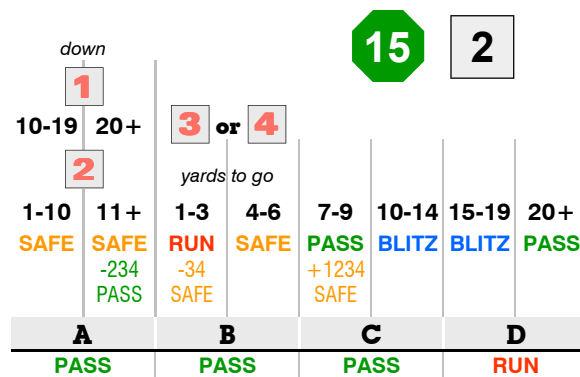 15 2
down
1
10-19 20+ 3 or 4
2 yards to go
1-10 11+ 1-3 4-6 7-9 10-14 15-19 20+
SAFE SAFE RUN SAFE PASS BLITZ BLITZ PASS
-234 -34 +1234
PASS SAFE SAFE
A B C D
PASS PASS PASS RUN